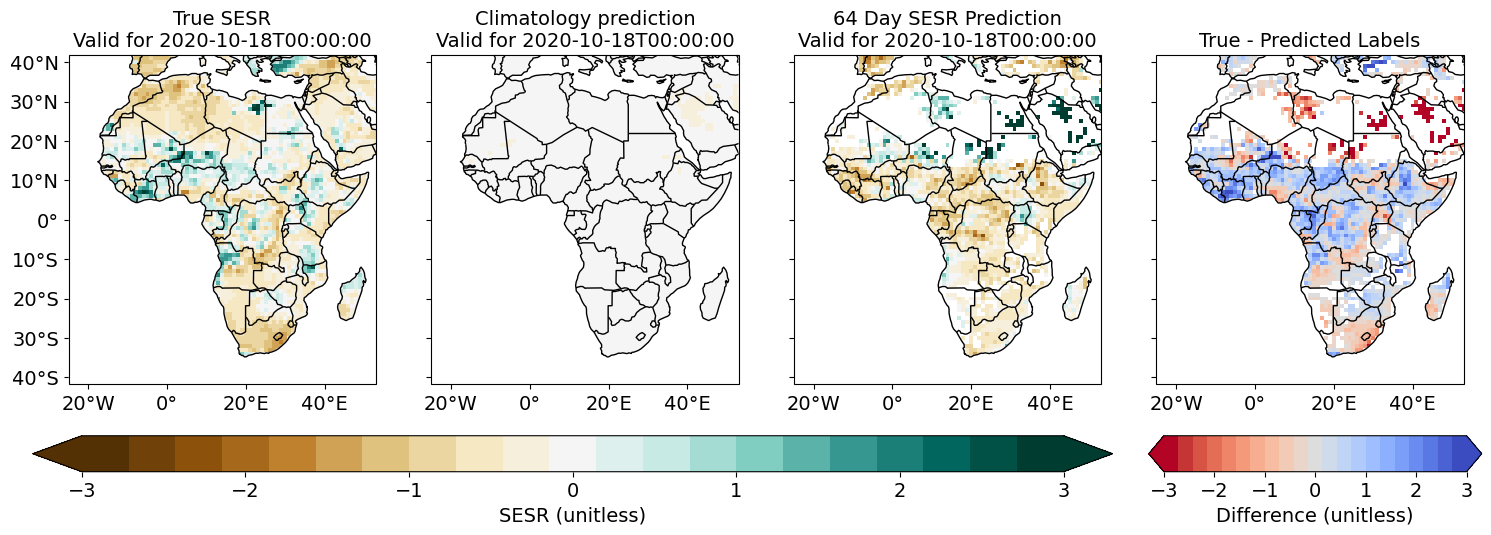 True SESR
Valid for 2020-10-18T00:00:00
Climatology prediction
Valid for 2020-10-18T00:00:00
64 Day SESR Prediction
Valid for 2020-10-18T00:00:00
True - Predicted Labels
40°N
30°N
20°N
10°N
0°
10°S
20°S
30°S
40°S
20°W 0° 20°E 40°E
20°W 0° 20°E 40°E
20°W 0° 20°E 40°E
20°W 0° 20°E 40°E
−3 −2 −1 0 1 2 3
SESR (unitless)
−3 −2 −1 0 1 2 3
Difference (unitless)